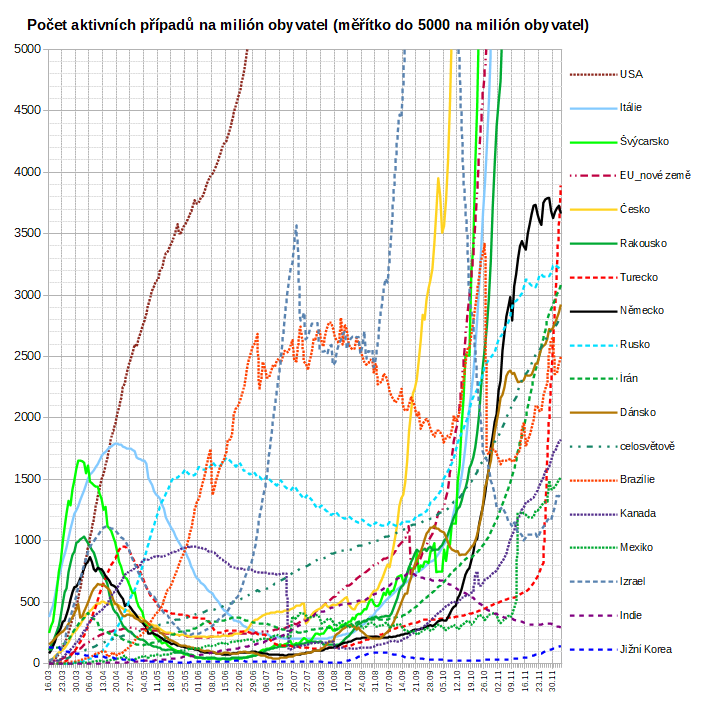 Počet aktivních případů na milión obyvatel (měřítko do 5000 na milión obyvatel)
5000
4500
4000
3500
3000
2500
2000
1500
1000
500
0
16.03
23.03
30.03
06.04
13.04
20.04
27.04
04.05
11.05
18.05
25.05
01.06
08.06
15.06
22.06
29.06
06.07
13.07
20.07
27.07
03.08
10.08
17.08
24.08
31.08
07.09
14.09
21.09
28.09
05.10
12.10
19.10
26.10
02.11
09.11
16.11
23.11
30.11
USA
Itálie
Švýcarsko
EU_nové země
Česko
Rakousko
Turecko
Německo
Rusko
Írán
Dánsko
celosvětově
Brazílie
Kanada
Mexiko
Izrael
Indie
Jižní Korea